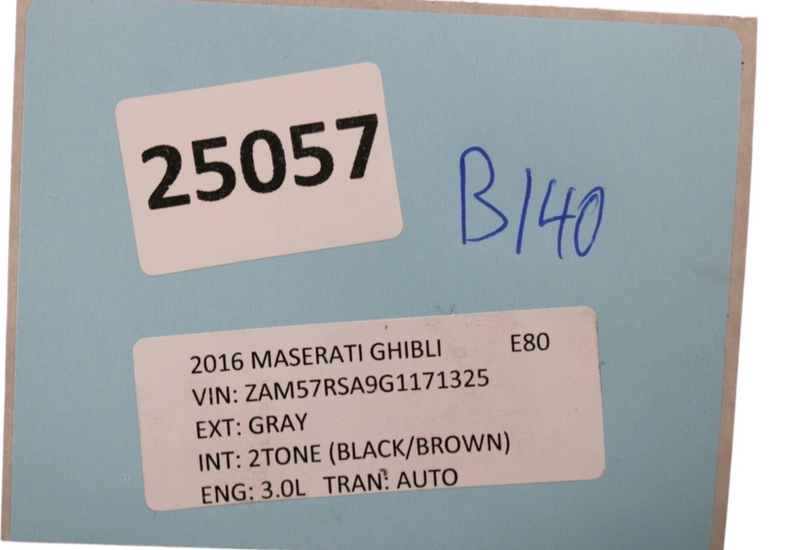 25057
B140
2016 MASERATI GHIBLI E80
VIN: ZAM57RSA9G1171325
EXT: GRAY
INT: 2TONE (BLACK/BROWN)
ENG: 3.0L TRAN: AUTO